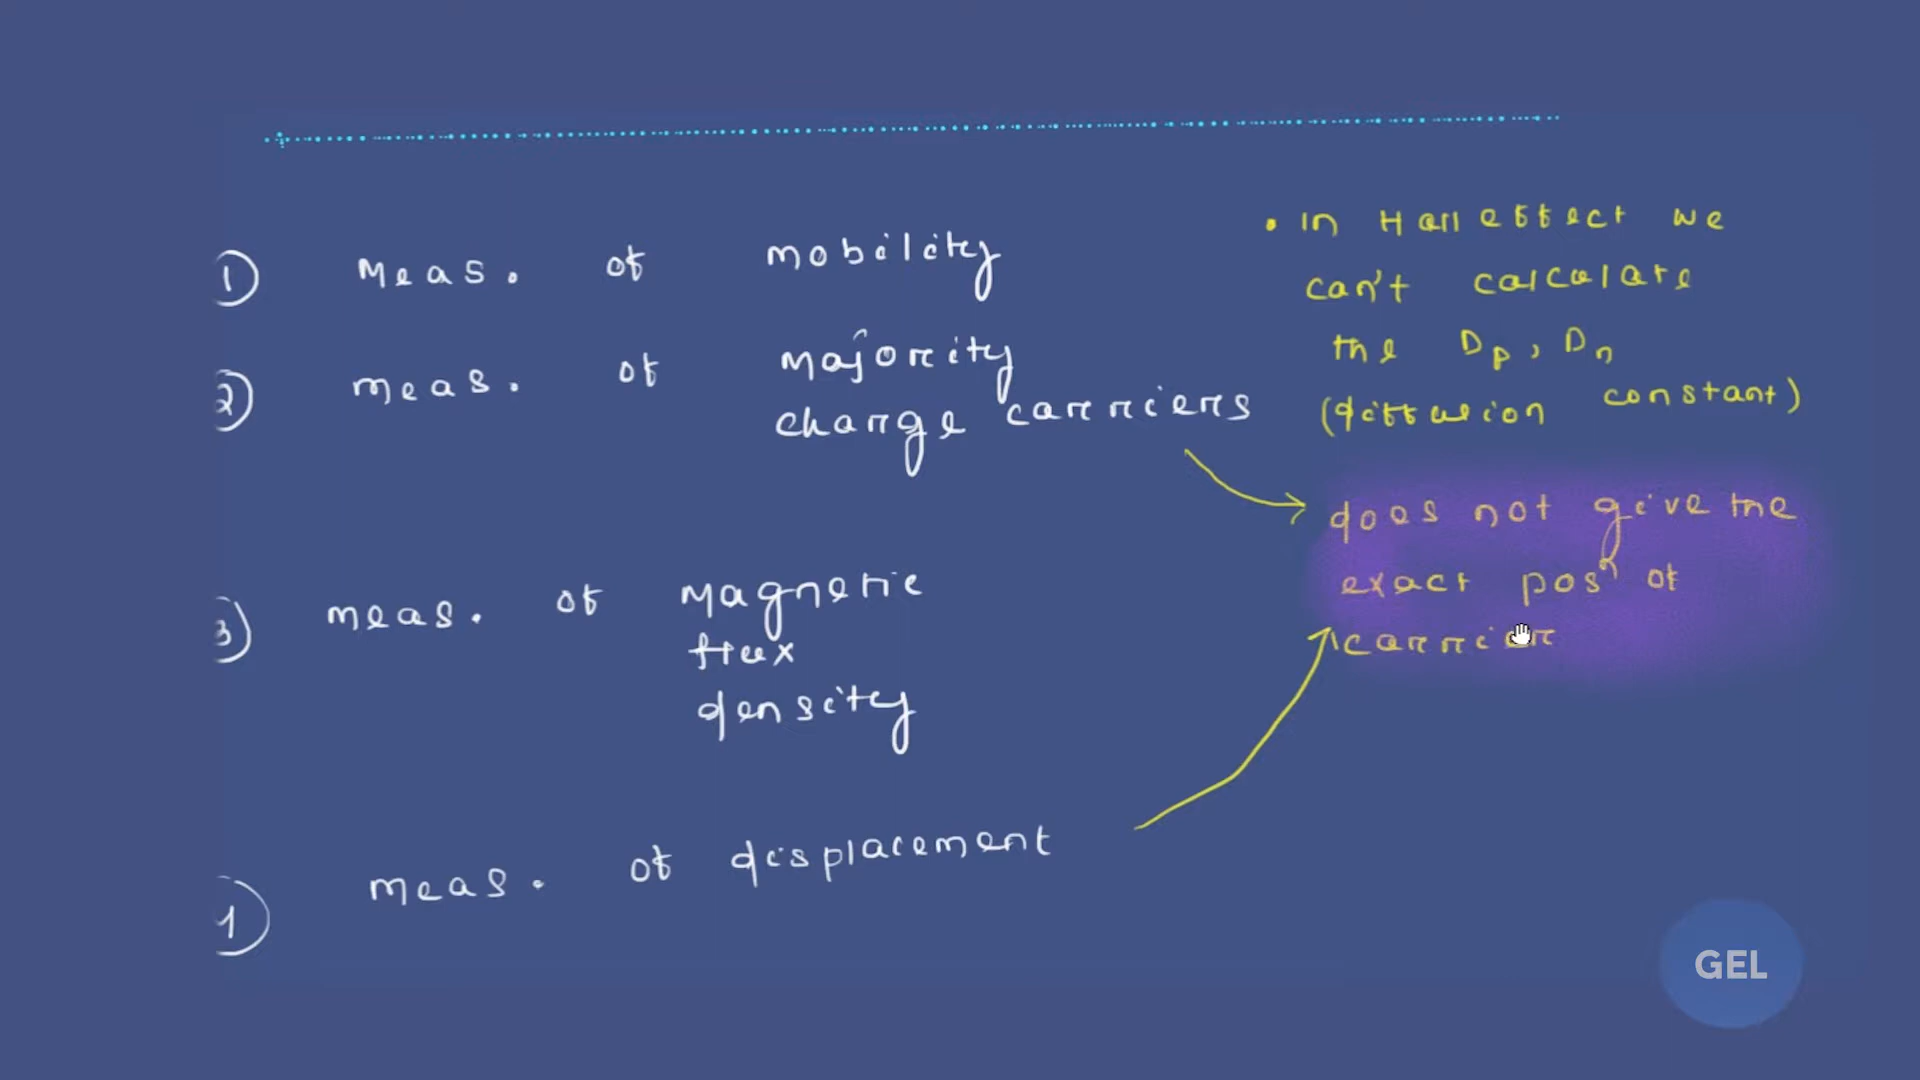 ① Meas. of mobility
② meas. of majority
charge carriers
③ meas. of Magnetic
flux
density
④ meas. of displacement
• In Hall effect we
can't calculate
the Dp, Dn
(diffusion constant)
does not give the
exact posⁿ of
carrier
GEL